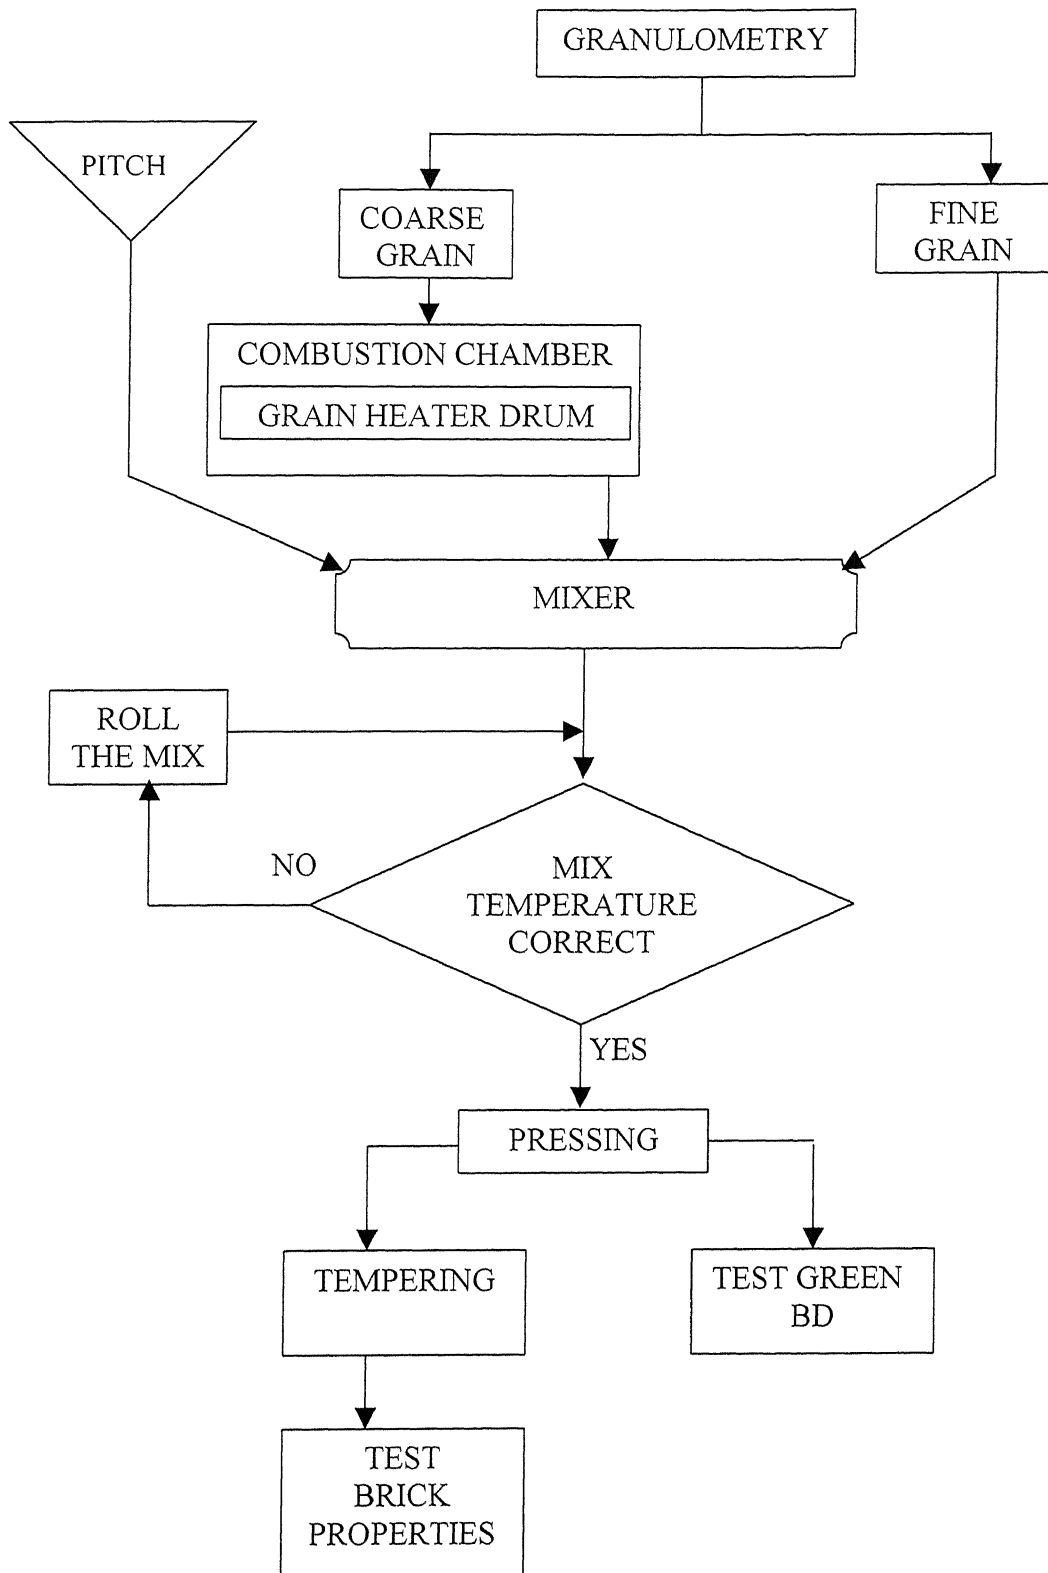 GRANULOMETRY
PITCH
COARSE
GRAIN
FINE
GRAIN
COMBUSTION CHAMBER
GRAIN HEATER DRUM
MIXER
ROLL
THE MIX
NO
MIX
TEMPERATURE
CORRECT
YES
PRESSING
TEMPERING
TEST GREEN
BD
TEST
BRICK
PROPERTIES